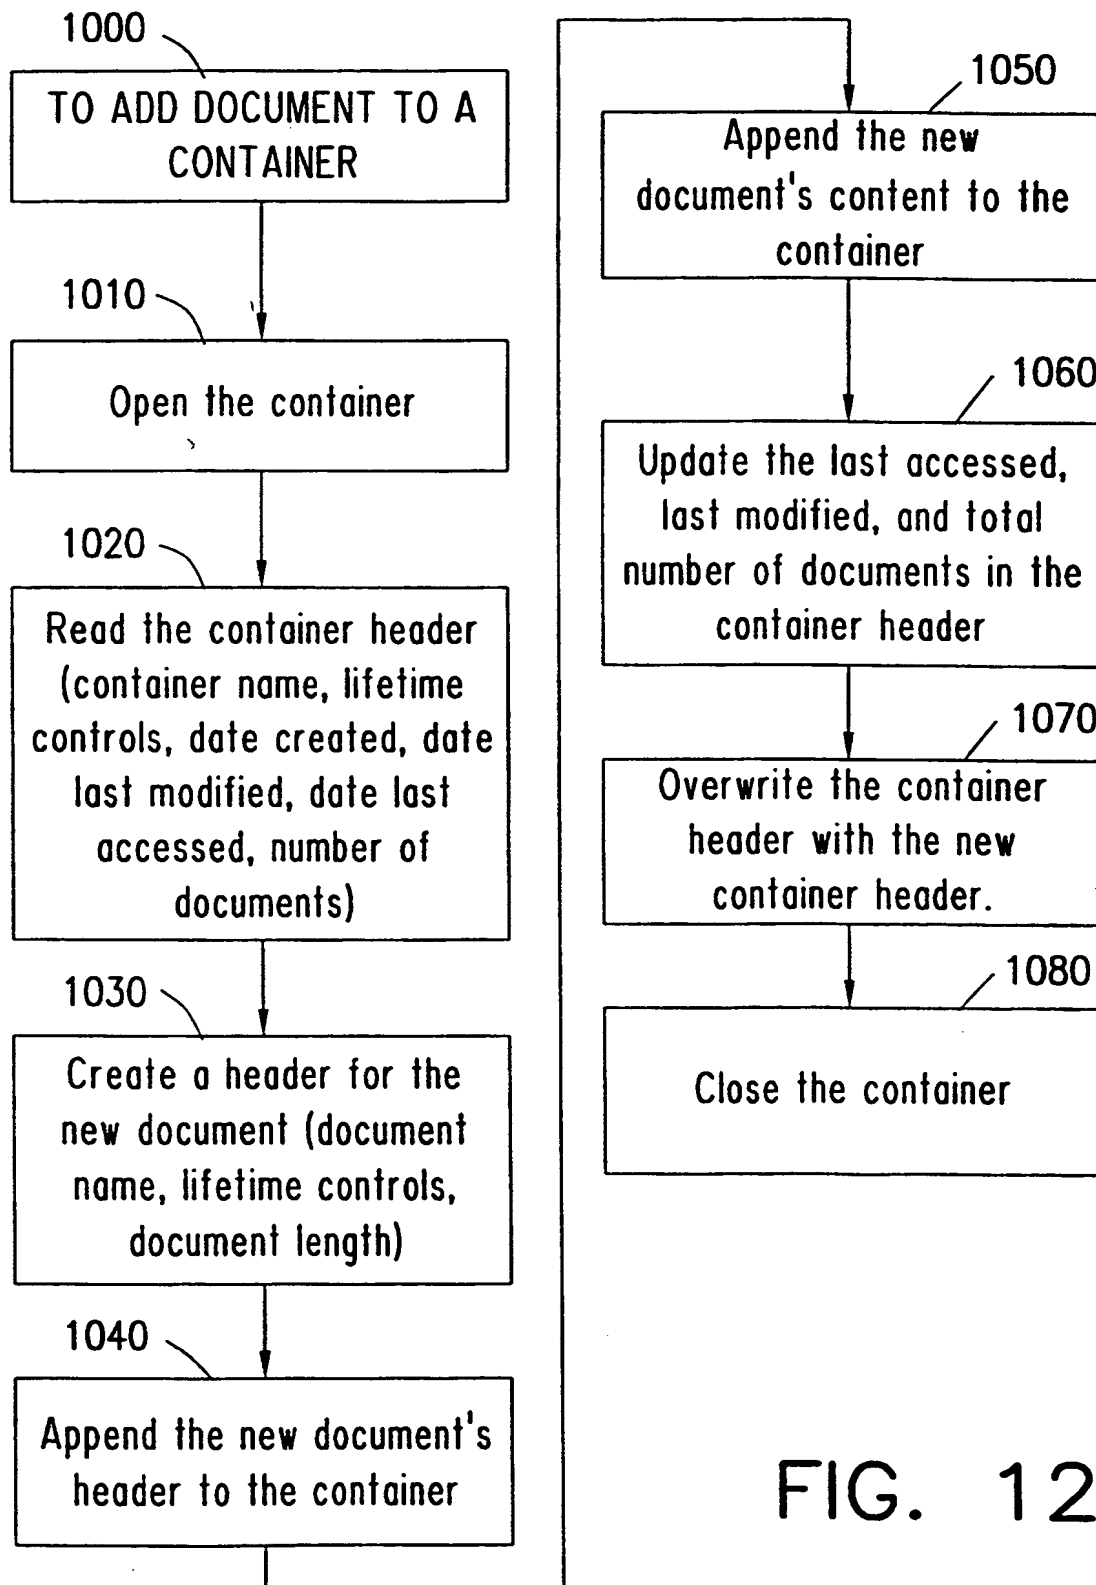 1000
TO ADD DOCUMENT TO A
CONTAINER
1010
Open the container
1020
Read the container header
(container name, lifetime
controls, date created, date
last modified, date last
accessed, number of
documents)
1030
Create a header for the
new document (document
name, lifetime controls,
document length)
1040
Append the new document's
header to the container
1050
Append the new
document's content to the
container
1060
Update the last accessed,
last modified, and total
number of documents in the
container header
1070
Overwrite the container
header with the new
container header.
1080
Close the container
FIG. 12